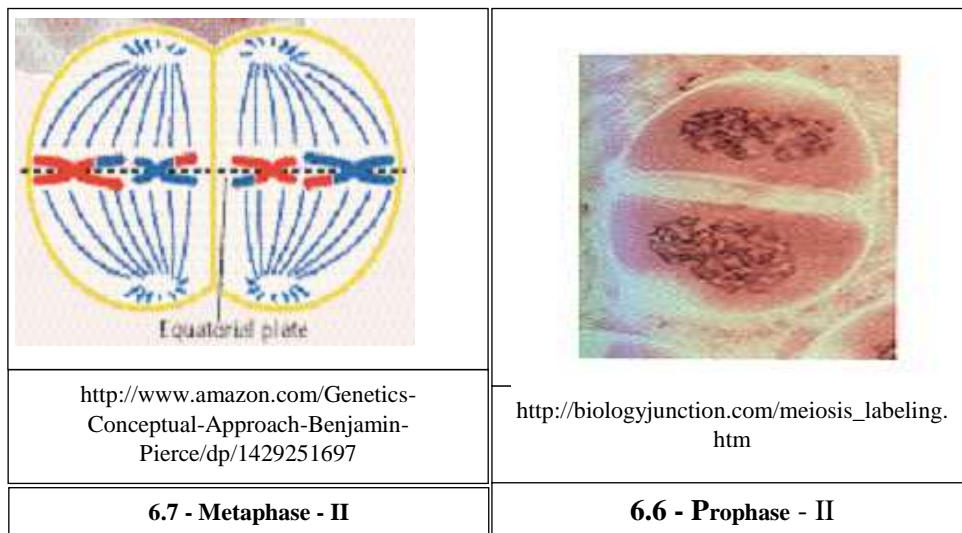 Equatorial plate
http://www.amazon.com/Genetics-
Conceptual-Approach-Benjamin-
Pierce/dp/1429251697
6.7 - Metaphase - II
http://biologyjunction.com/meiosis_labeling.
htm
6.6 - Prophase - II